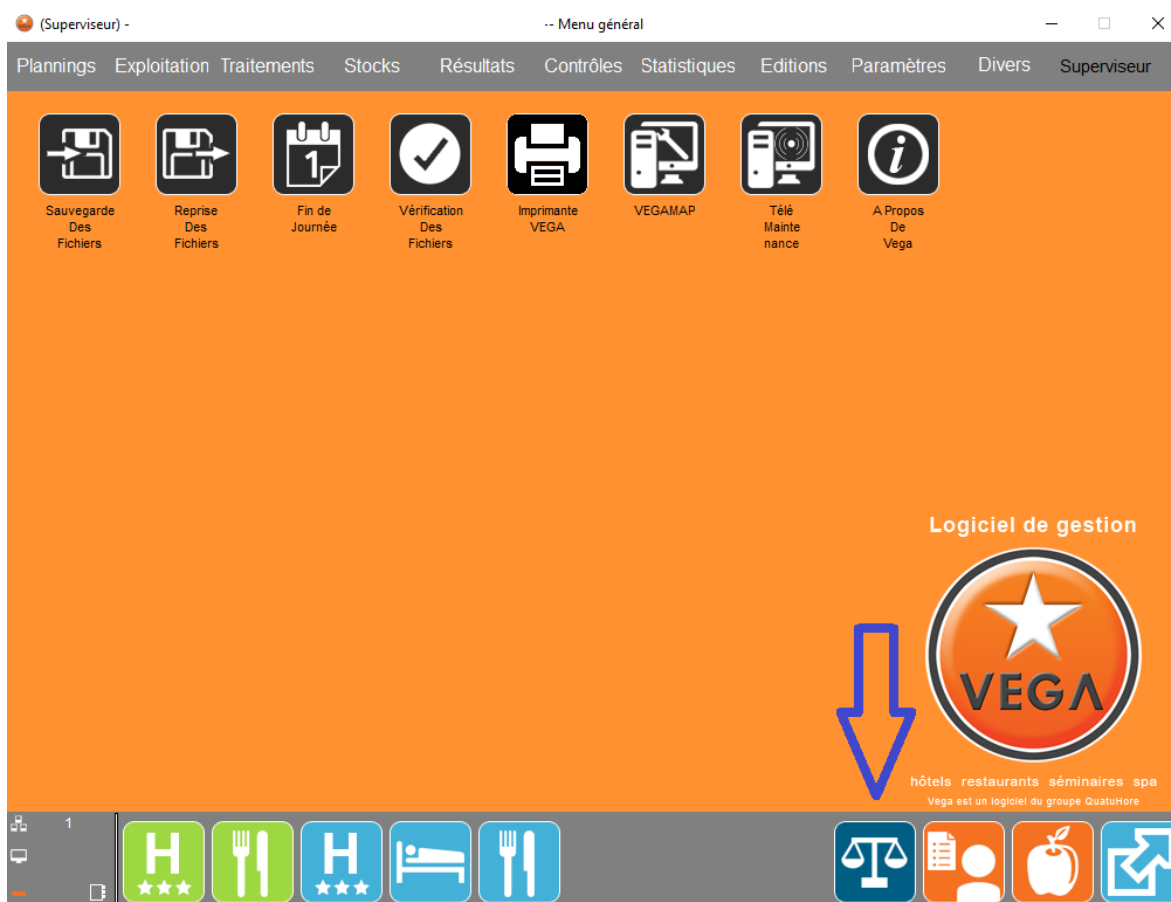 (Superviseur) -
-- Menu général
Plannings Exploitation Traitements Stocks Résultats Contrôles Statistiques Editions Paramètres Divers Superviseur
1
Sauvegarde
Des
Fichiers
Reprise
Des
Fichiers
Fin de
Journée
Vérification
Des
Fichiers
Imprimante
VEGA
VEGAMAP
Télé
Mainte
nance
i
A Propos
De
Vega
Logiciel de gestion
VEGA
hôtels restaurants séminaires spa
Vega est un logiciel du groupe QuatuHore
1
H
H